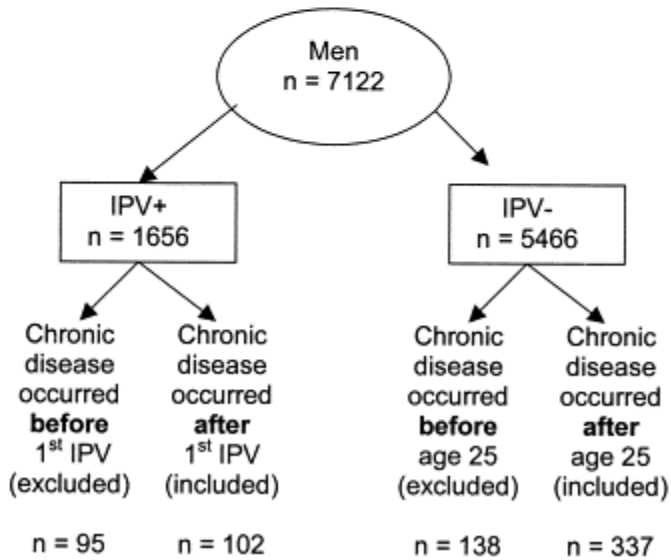 Men
n = 7122
IPV+
n = 1656
IPV-
n = 5466
Chronic
disease
occurred
before
1st IPV
(excluded)
n = 95
Chronic
disease
occurred
after
1st IPV
(included)
n = 102
Chronic
disease
occurred
before
age 25
(excluded)
n = 138
Chronic
disease
occurred
after
age 25
(included)
n = 337